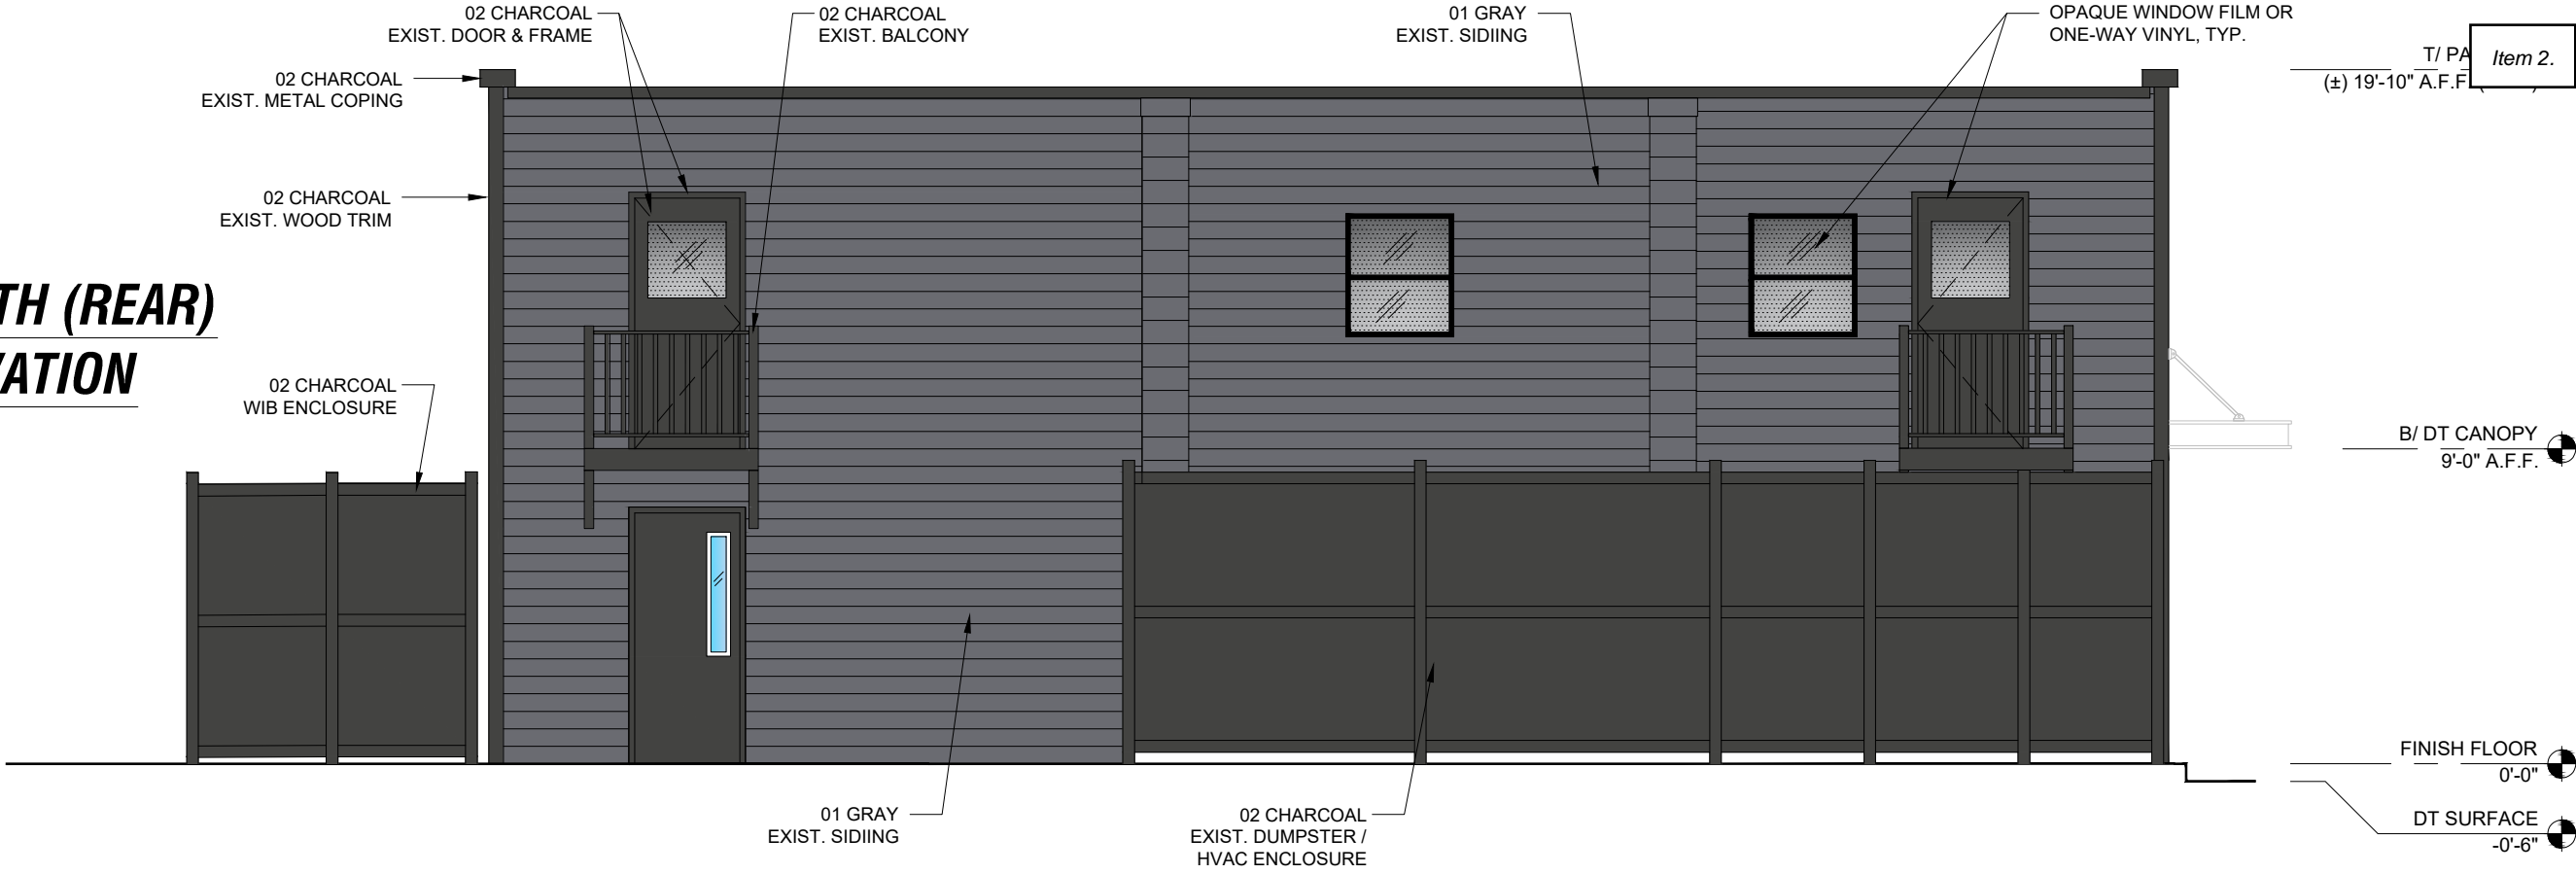 02 CHARCOAL
EXIST. DOOR & FRAME
02 CHARCOAL
EXIST. BALCONY
01 GRAY
EXIST. SIDIING
OPAQUE WINDOW FILM OR
ONE-WAY VINYL, TYP.
T/ PA
Item 2.
(±) 19'-10" A.F.F.
02 CHARCOAL
EXIST. METAL COPING
02 CHARCOAL
EXIST. WOOD TRIM
TH (REAR)
VATION
02 CHARCOAL
WIB ENCLOSURE
B/ DT CANOPY
9'-0" A.F.F.
FINISH FLOOR
0'-0"
01 GRAY
EXIST. SIDIING
02 CHARCOAL
EXIST. DUMPSTER /
HVAC ENCLOSURE
DT SURFACE
-0'-6"